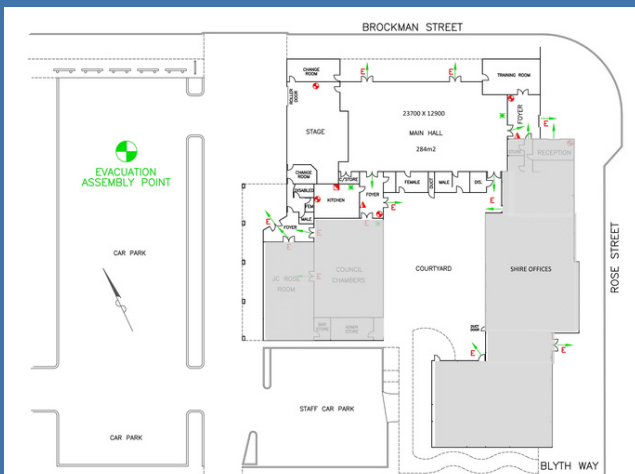 BROCKMAN STREET
CHANGE
ROOM
TRAINING ROOM
ROLLER
DOOR
E
E
23700 X 12900
MAIN HALL
284m2
FOYER
E
STAGE
E
RECEPTION
EVACUATION
ASSEMBLY POINT
CHANGE
ROOM
C/STORE
FEMALE
DUCT
MALE
DIS.
E
E
DISABLED
KITCHEN
FOYER
E
E
MALE
E
E
FOYER
E
CAR PARK
JC ROSE
ROOM
E
COUNCIL
CHAMBERS
COURTYARD
SHIRE OFFICES
ROSE STREET
E
E
STAFF CAR PARK
CAR PARK
BLYTH WAY